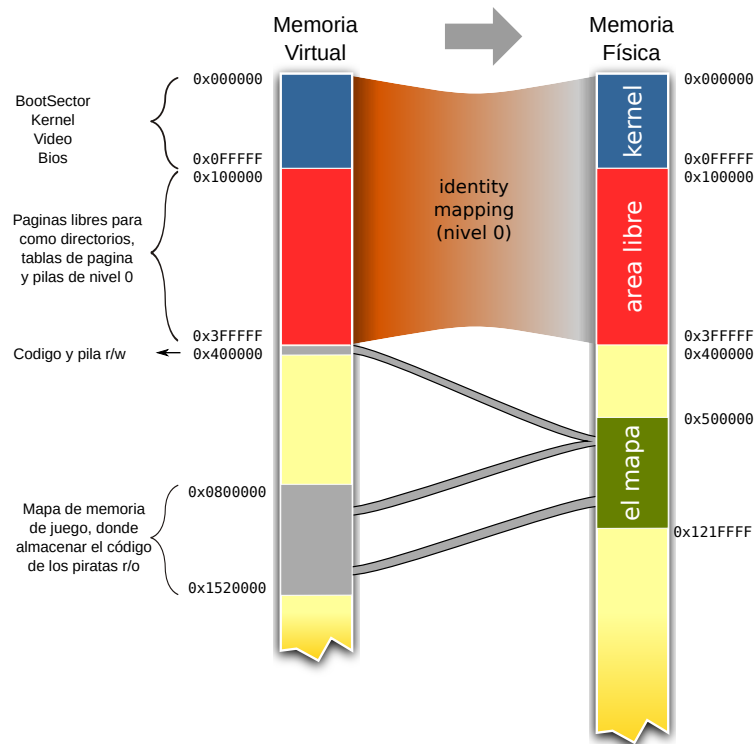 Memoria
Virtual
Memoria
Física
0x000000
0x000000
BootSector
Kernel
Video
Bios
kernel
0x0FFFFF
0x0FFFFF
0x100000
0x100000
identity
mapping
(nivel 0)
Paginas libres para
como directorios,
tablas de pagina
y pilas de nivel 0
area libre
0x3FFFFF
0x3FFFFF
Codigo y pila r/w
0x400000
0x400000
0x500000
el mapa
0x0800000
Mapa de memoria
de juego, donde
almacenar el código
de los piratas r/o
0x121FFFF
0x1520000